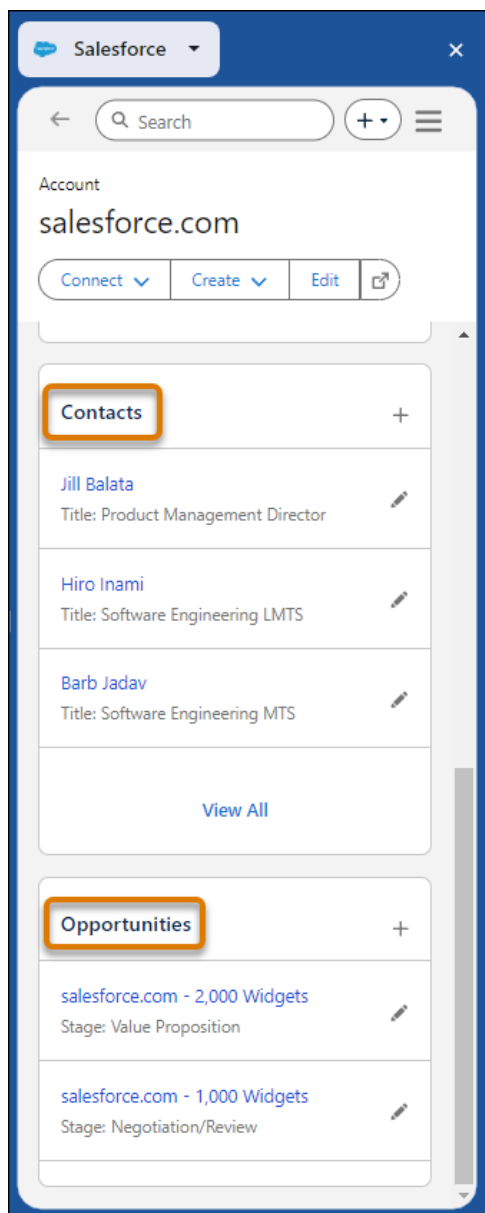 Salesforce
Search
Account
salesforce.com
Connect Create Edit
Contacts
Jill Balata
Title: Product Management Director
Hiro Inami
Title: Software Engineering LMTS
Barb Jadav
Title: Software Engineering MTS
View All
Opportunities
salesforce.com - 2,000 Widgets
Stage: Value Proposition
salesforce.com - 1,000 Widgets
Stage: Negotiation/Review